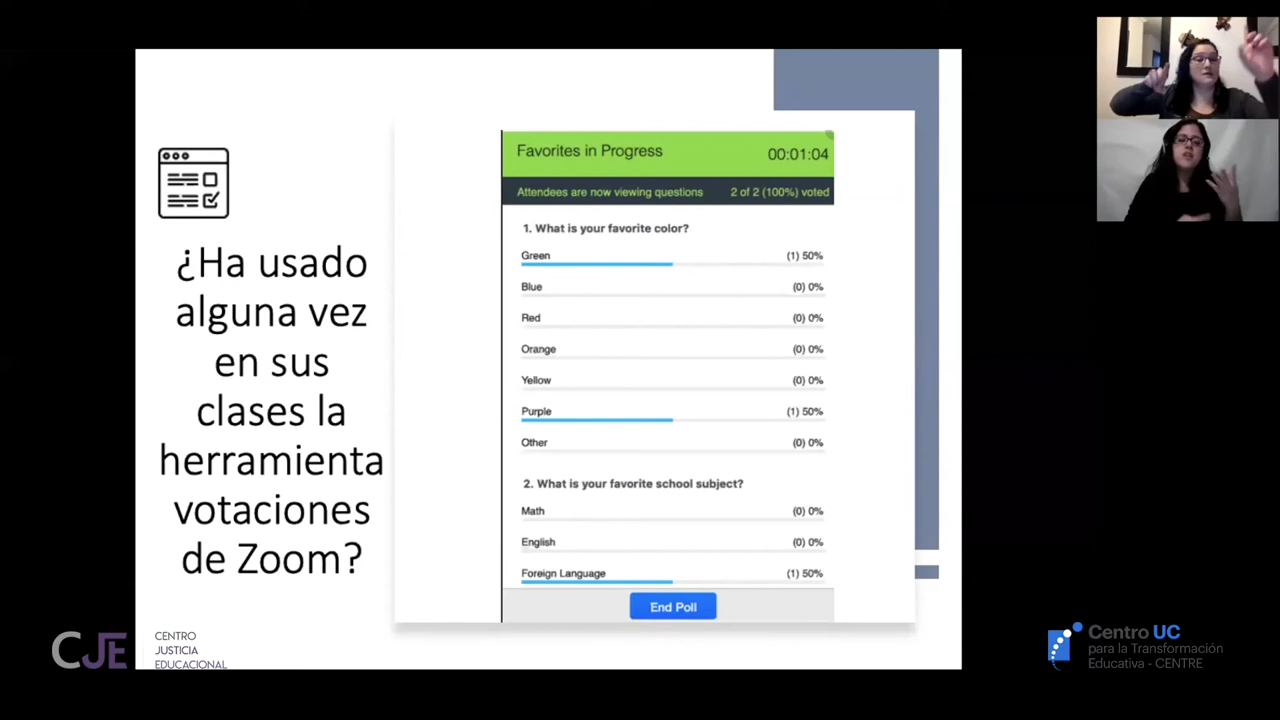 ¿Ha usado
alguna vez
en sus
clases la
herramienta
votaciones
de Zoom?
Favorites in Progress 00:01:04
Attendees are now viewing questions 2 of 2 (100%) voted
1. What is your favorite color?
Green (1) 50%
Blue (0) 0%
Red (0) 0%
Orange (0) 0%
Yellow (0) 0%
Purple (1) 50%
Other (0) 0%
2. What is your favorite school subject?
Math (0) 0%
English (0) 0%
Foreign Language (1) 50%
End Poll
CJE
CENTRO
JUSTICIA
EDUCACIONAL
Centro UC
para la Transformación
Educativa - CENTRE